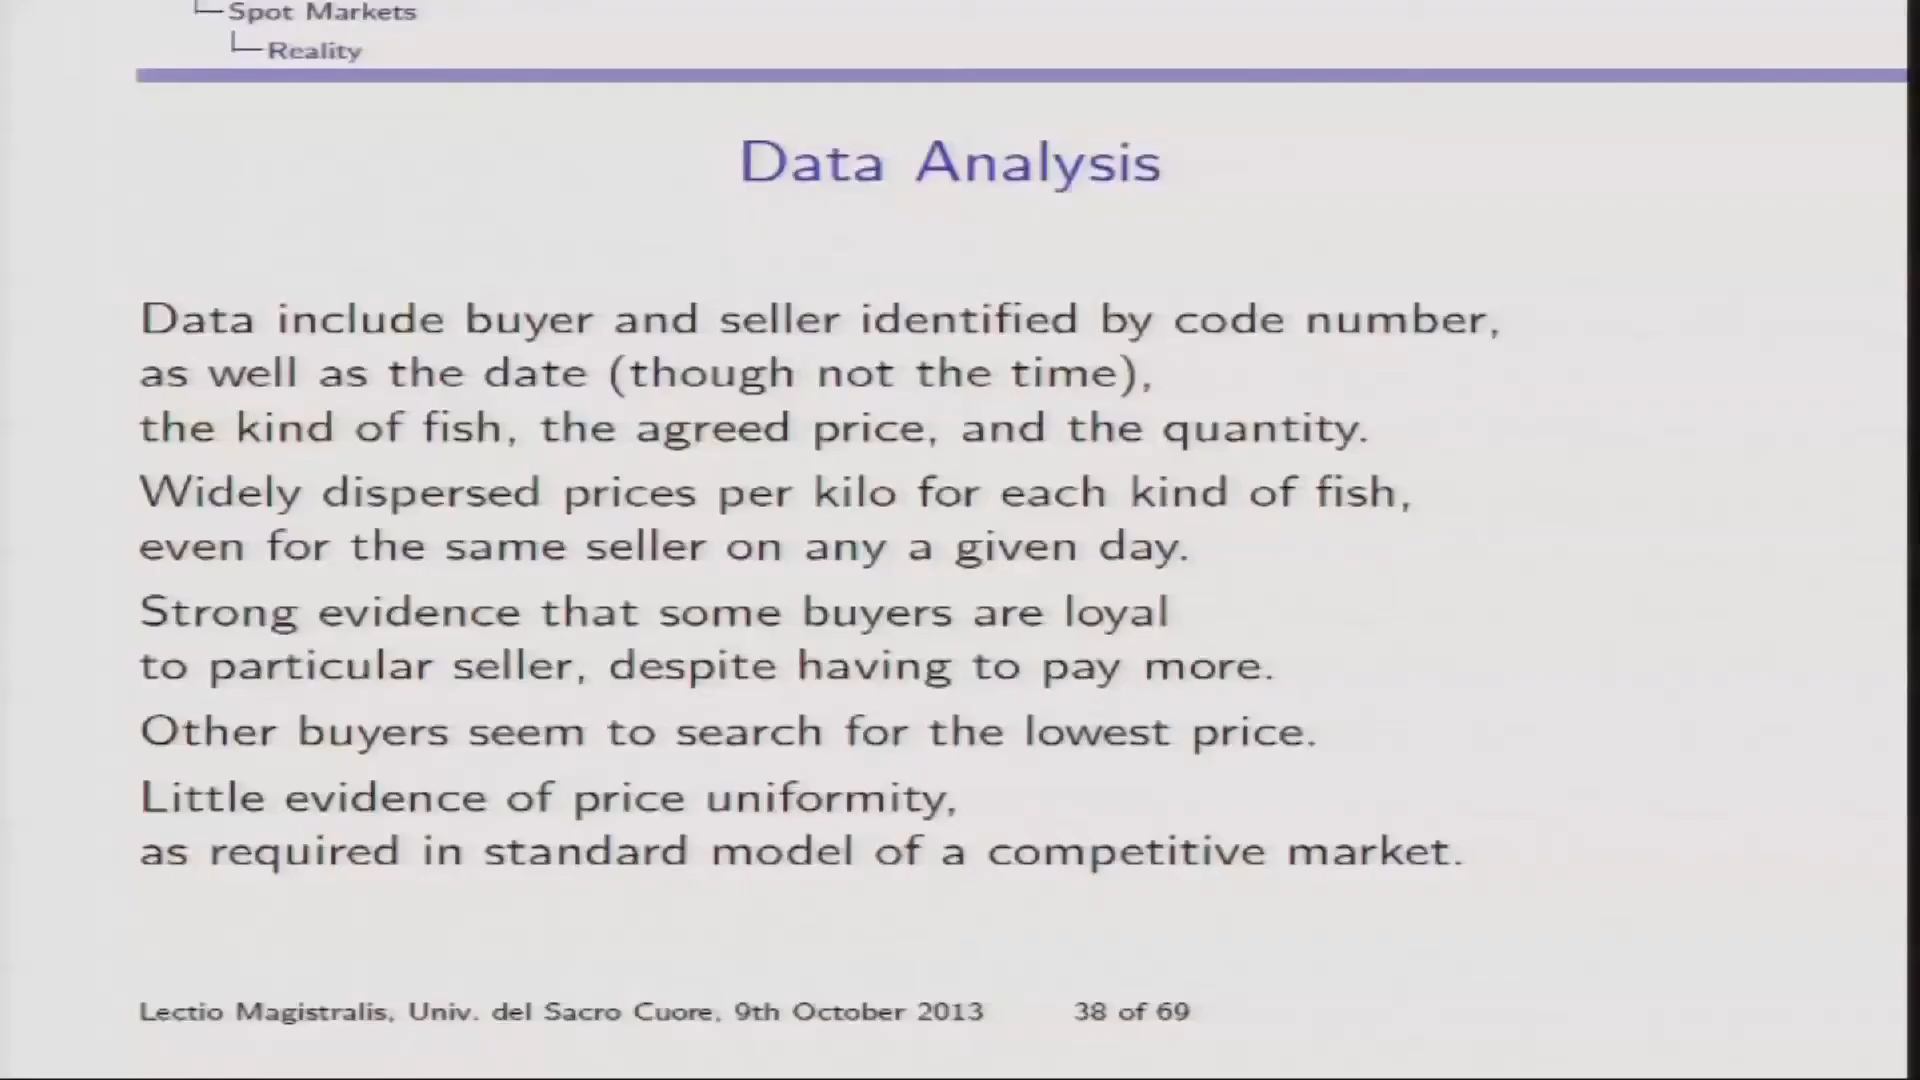 Spot Markets
Reality
Data Analysis
Data include buyer and seller identified by code number,
as well as the date (though not the time),
the kind of fish, the agreed price, and the quantity.
Widely dispersed prices per kilo for each kind of fish,
even for the same seller on any a given day.
Strong evidence that some buyers are loyal
to particular seller, despite having to pay more.
Other buyers seem to search for the lowest price.
Little evidence of price uniformity,
as required in standard model of a competitive market.
Lectio Magistralis, Univ. del Sacro Cuore, 9th October 2013 38 of 69